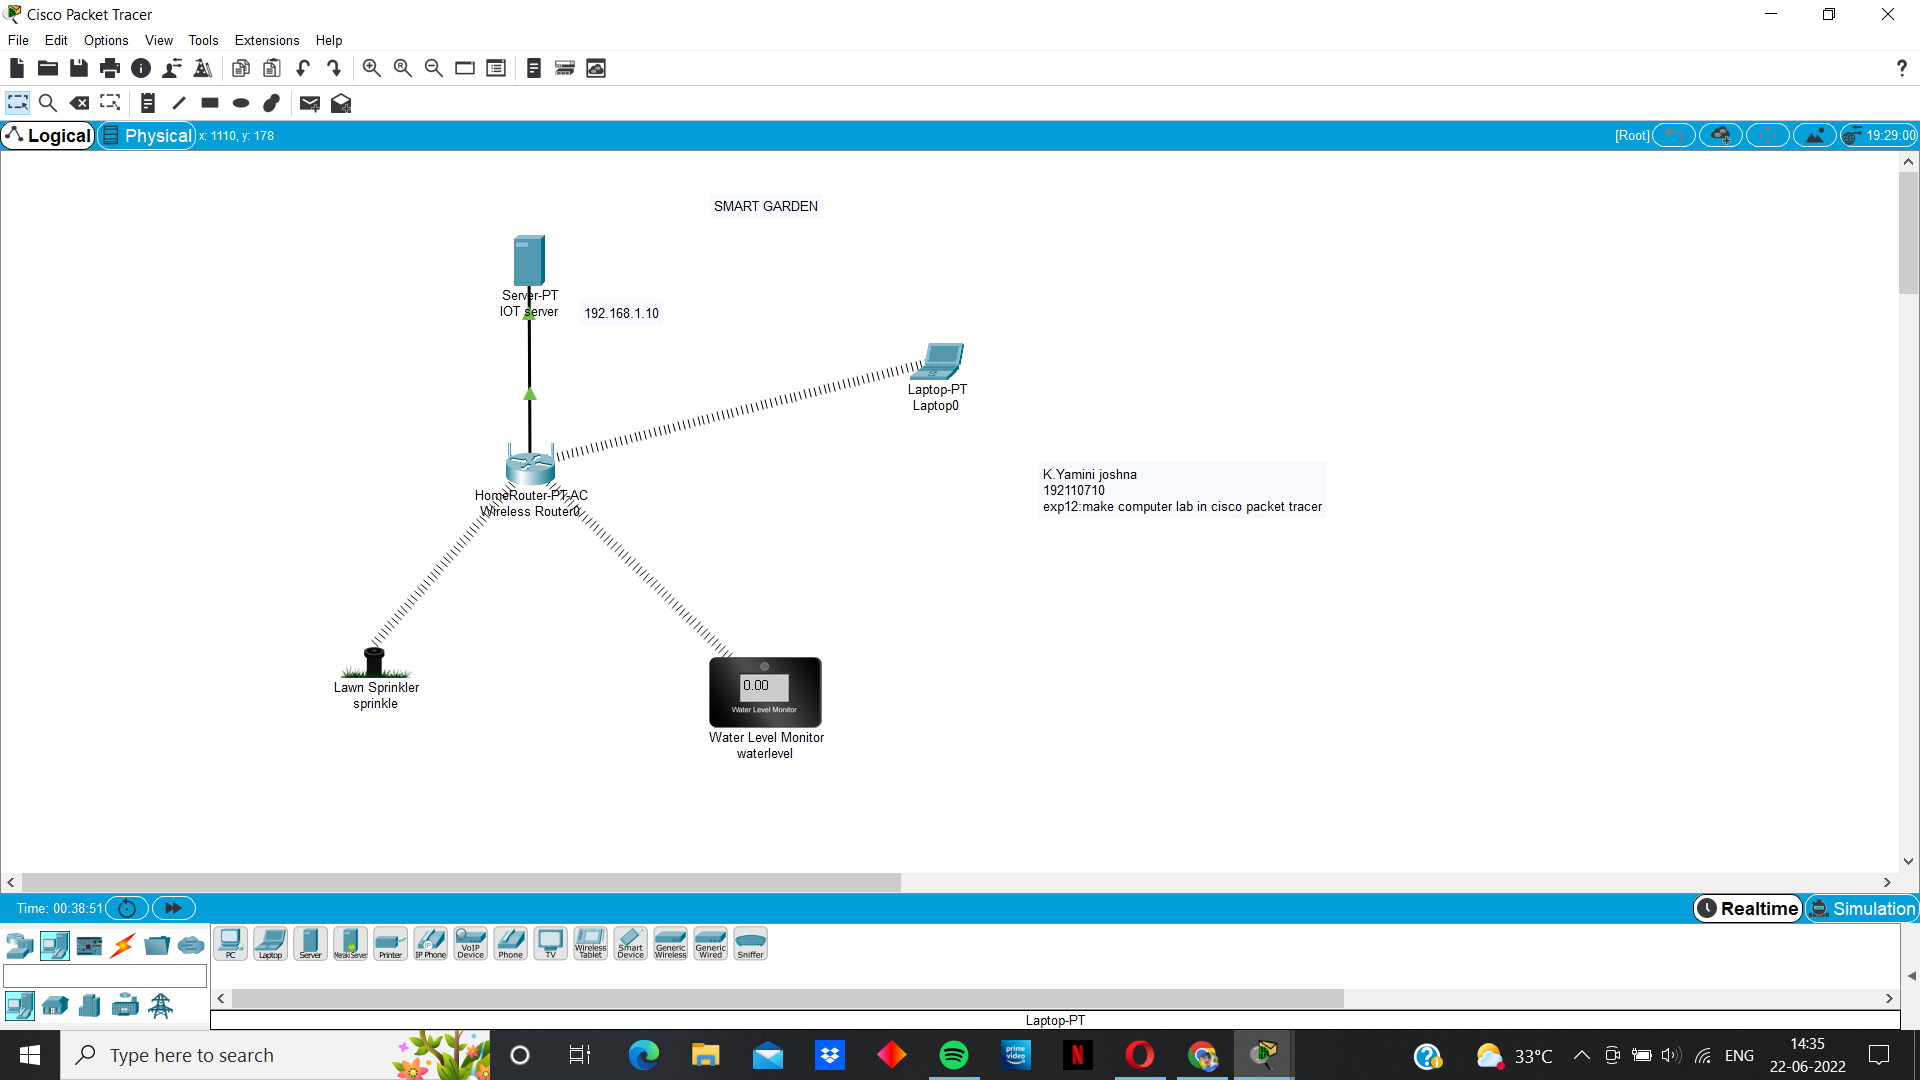 Cisco Packet Tracer
File Edit Options View Tools Extensions Help
Logical Physical x: 1110, y: 178 [Root] 19:29:00
SMART GARDEN
Server-PT
IOT server
192.168.1.10
Laptop-PT
Laptop0
HomeRouter-PT-AC
Wireless Router0
K.Yamini joshna
192110710
exp12:make computer lab in cisco packet tracer
Lawn Sprinkler
sprinkle
0.00
Water Level Monitor
Water Level Monitor
waterlevel
Time: 00:38:51 Realtime Simulation
PC Laptop Server Meraki Server Printer IP Phone VoIP Device Phone TV Wireless Tablet Smart Device Generic Wireless Generic Wired Sniffer
Laptop-PT
Type here to search
prime video
33°C ENG
14:35
22-06-2022